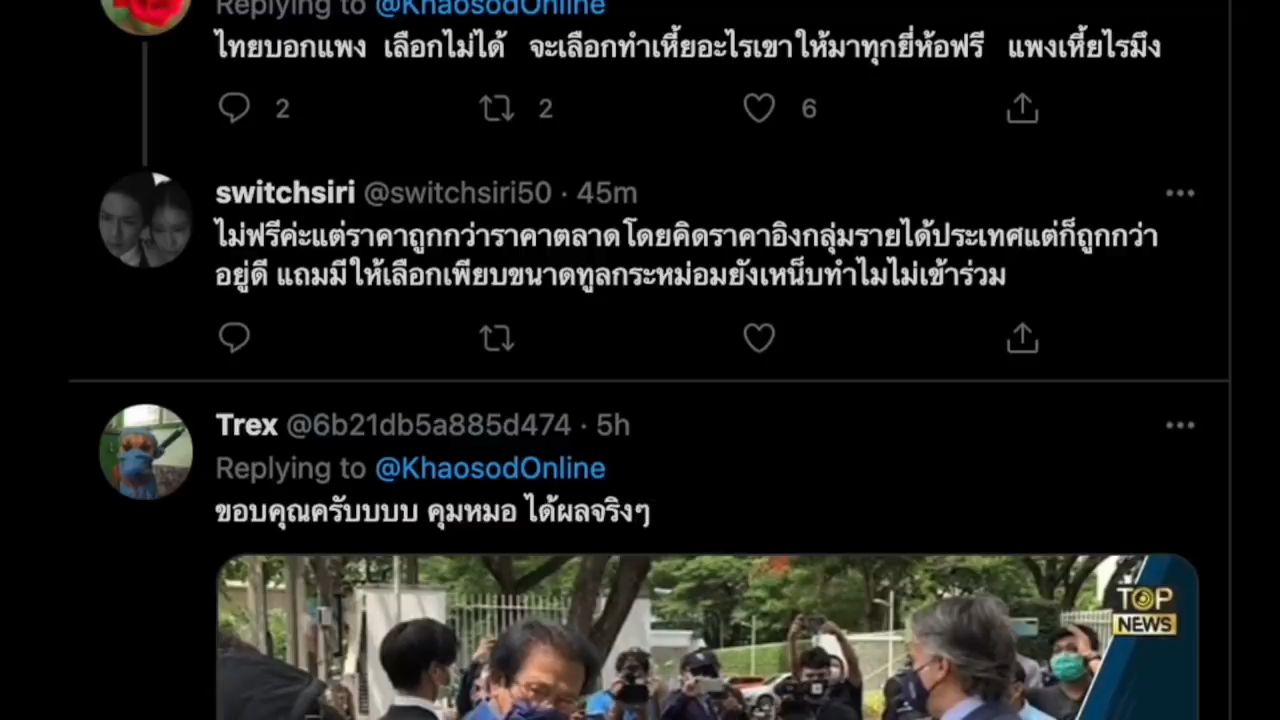 Replying to @KhaosodOnline
ไทยบอกแพง เลือกไม่ได้ จะเลือกทำเหี้ยอะไรเขาให้มาทุกยี่ห้อฟรี แพงเหี้ยไรมึง
2 2 6
switchsiri @switchsiri50 · 45m
ไม่ฟรีค่ะแต่ราคาถูกกว่าราคาตลาดโดยคิดราคาอิงกลุ่มรายได้ประเทศแต่ก็ถูกกว่า
อยู่ดี แถมมีให้เลือกเพียบขนาดทูลกระหม่อมยังเหน็บทำไมไม่เข้าร่วม
Trex @6b21db5a885d474 · 5h
Replying to @KhaosodOnline
ขอบคุณครับบบบ คุมหมอ ได้ผลจริงๆ
TOP
NEWS